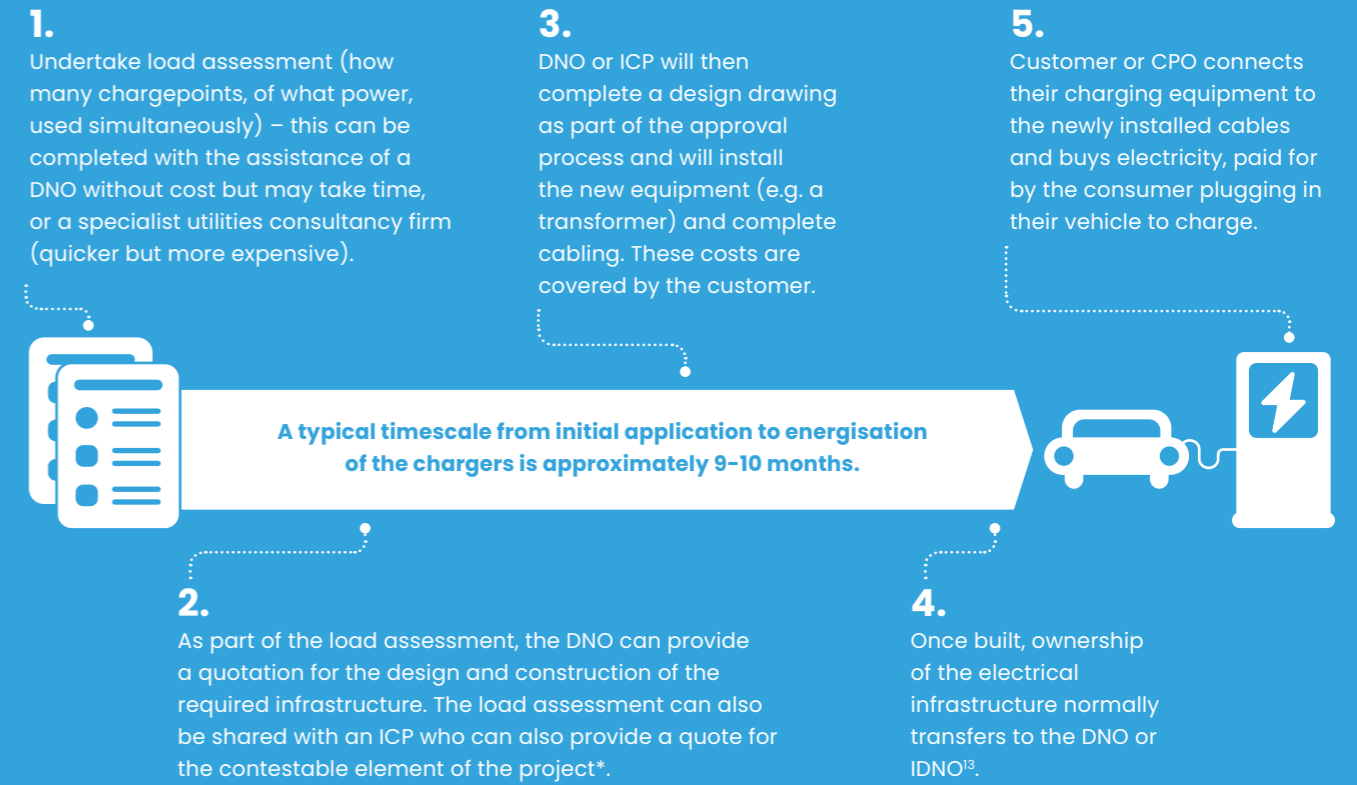 1.
Undertake load assessment (how
many chargepoints, of what power,
used simultaneously) – this can be
completed with the assistance of a
DNO without cost but may take time,
or a specialist utilities consultancy firm
(quicker but more expensive).
3.
DNO or ICP will then
complete a design drawing
as part of the approval
process and will install
the new equipment (e.g. a
transformer) and complete
cabling. These costs are
covered by the customer.
5.
Customer or CPO connects
their charging equipment to
the newly installed cables
and buys electricity, paid for
by the consumer plugging in
their vehicle to charge.
A typical timescale from initial application to energisation
of the chargers is approximately 9-10 months.
2.
As part of the load assessment, the DNO can provide
a quotation for the design and construction of the
required infrastructure. The load assessment can also
be shared with an ICP who can also provide a quote for
the contestable element of the project*.
4.
Once built, ownership
of the electrical
infrastructure normally
transfers to the DNO or
IDNO¹³.